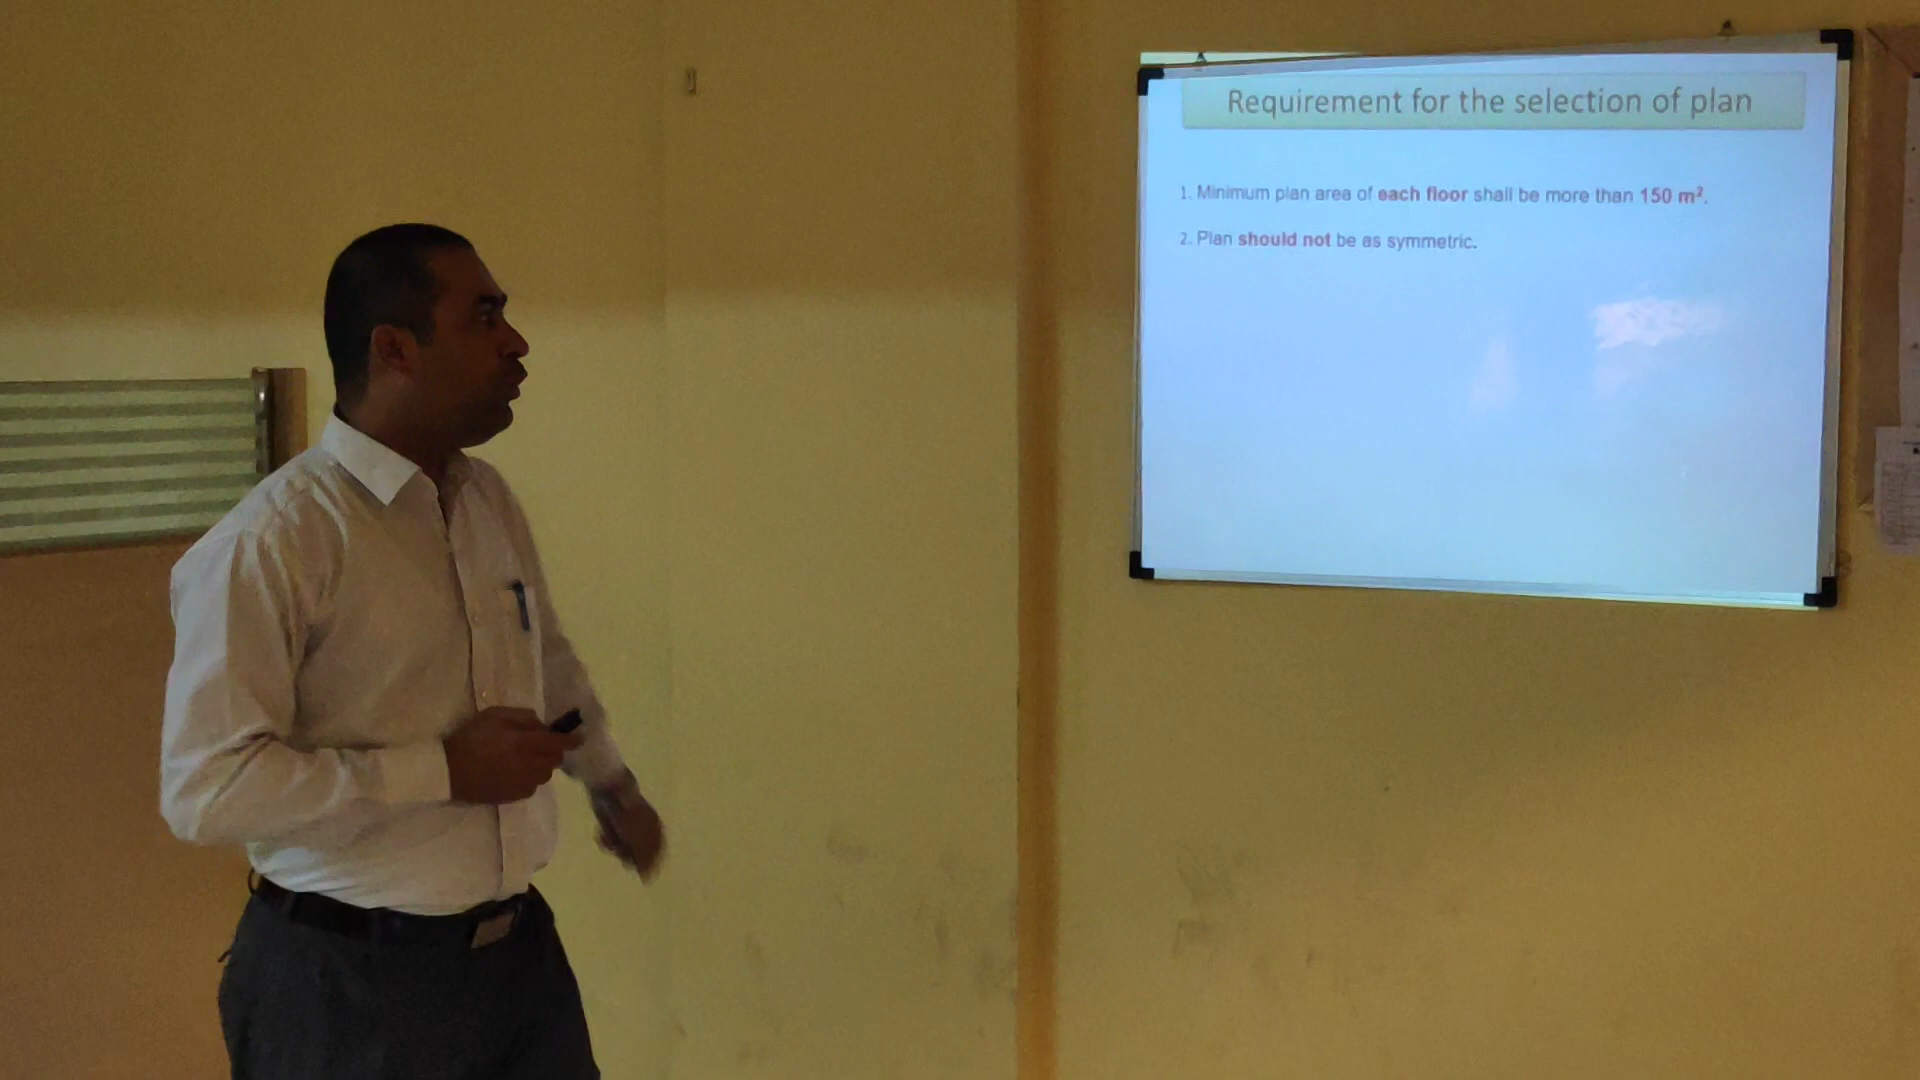 Requirement for the selection of plan
1. Minimum plan area of each floor shall be more than 150 m².
2. Plan should not be as symmetric.